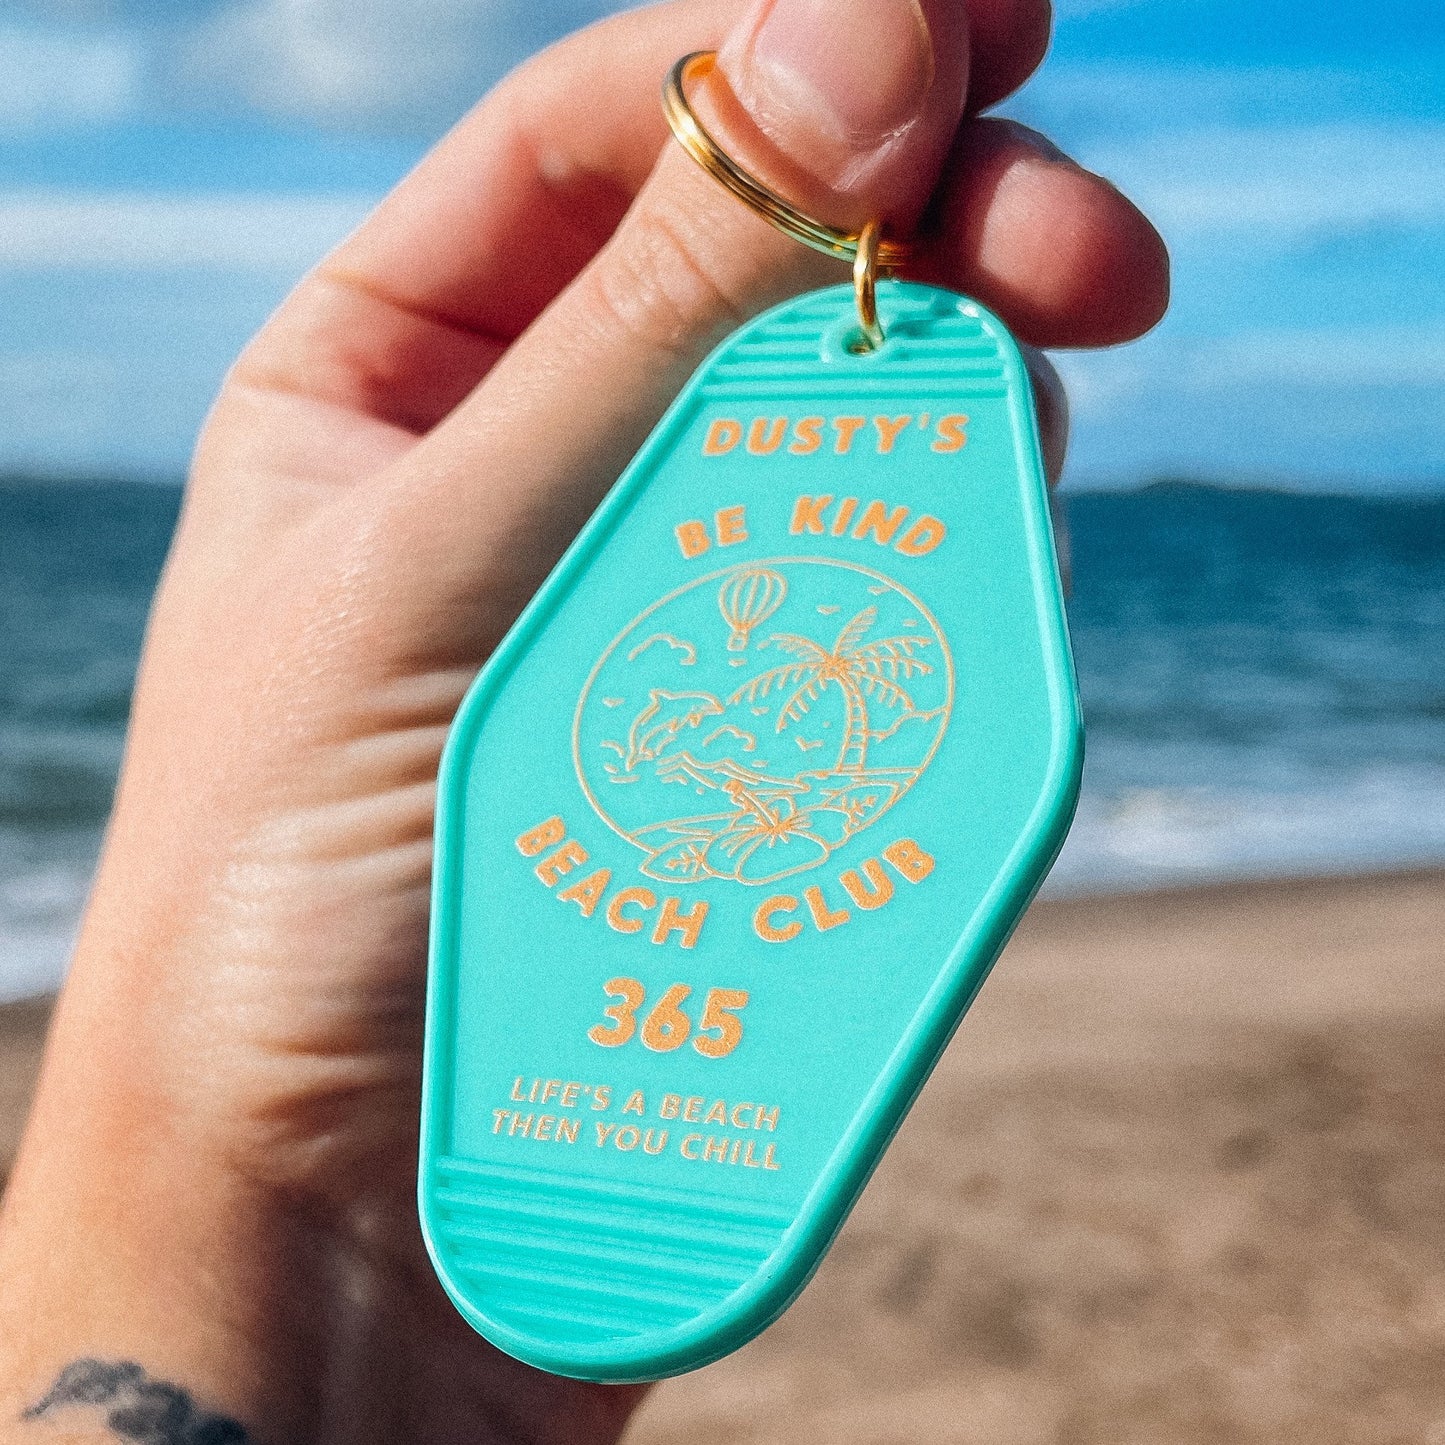 DUSTY'S
BE KIND
BEACH CLUB
365
LIFE'S A BEACH
THEN YOU CHILL